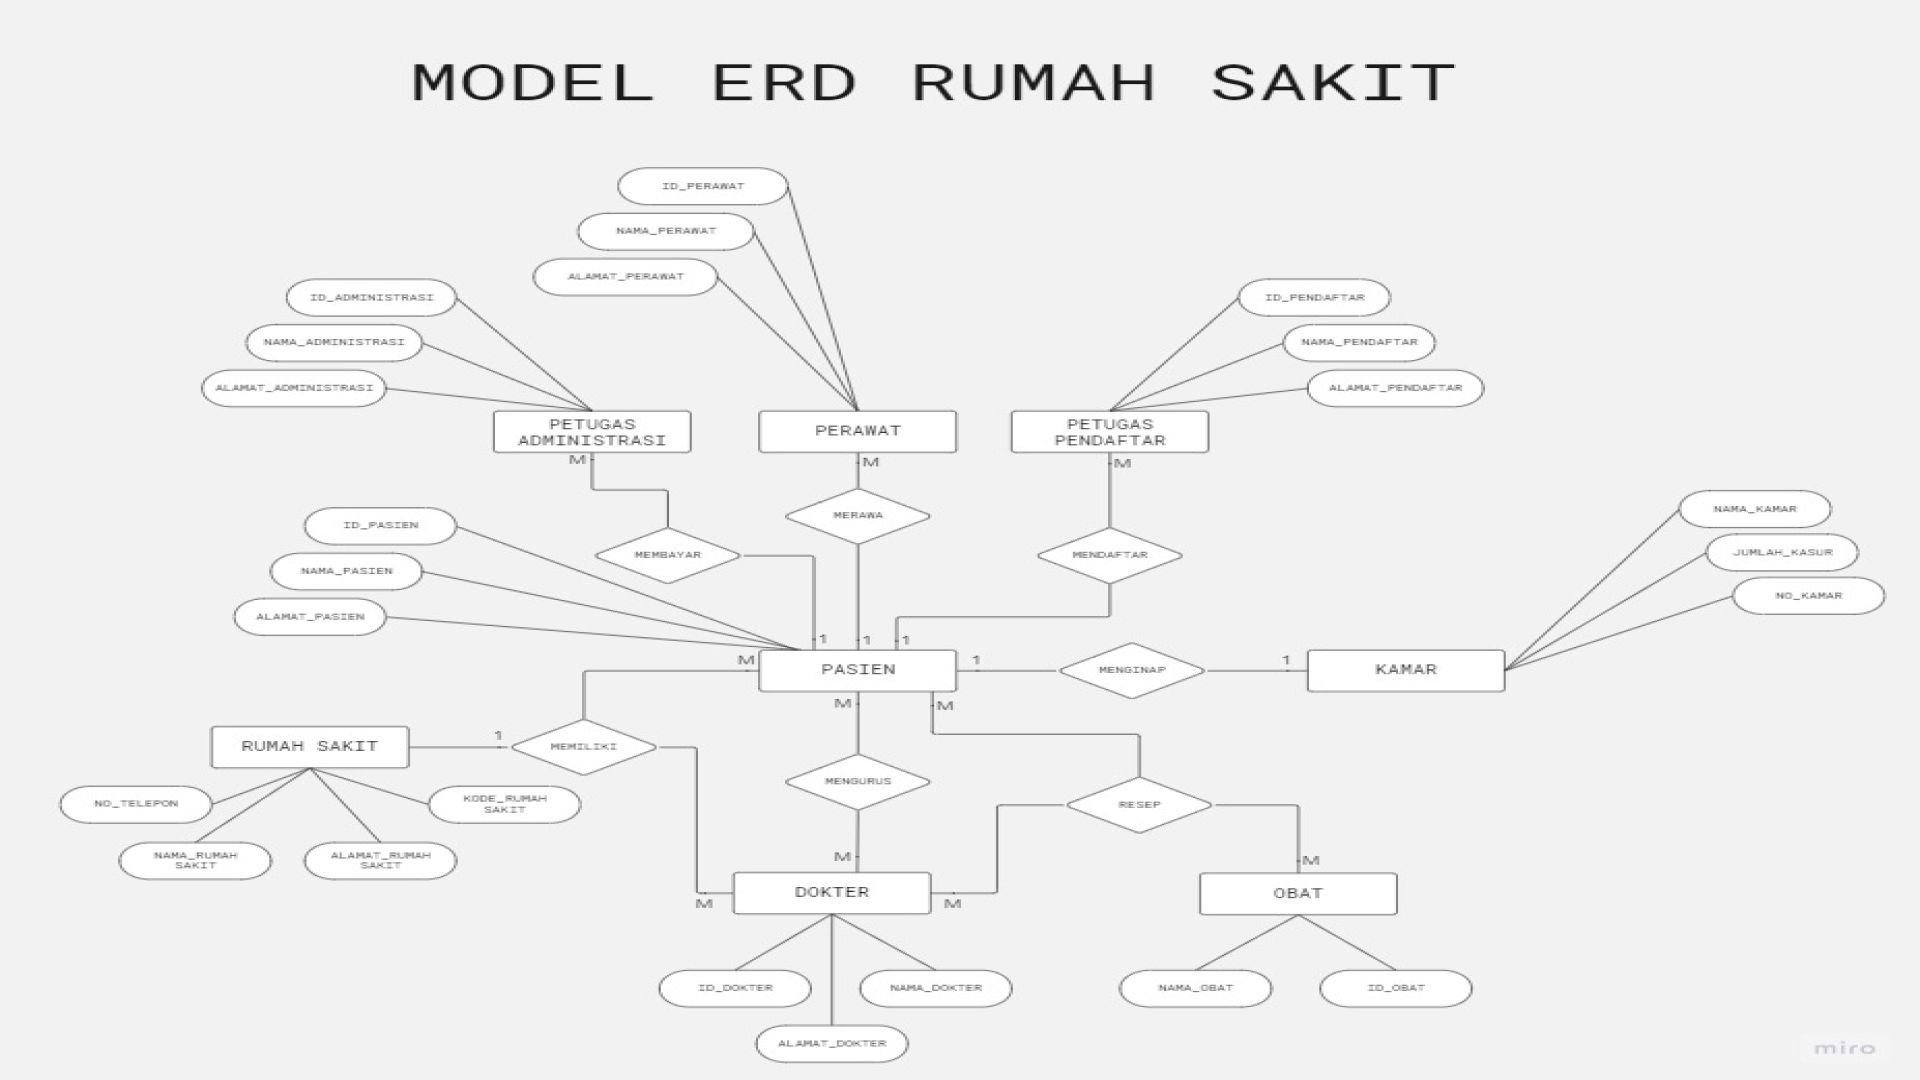 MODEL ERD RUMAH SAKIT
ID_PERAWAT
NAMA_PERAWAT
ALAMAT_PERAWAT
ID_ADMINISTRASI
NAMA_ADMINISTRASI
ALAMAT_ADMINISTRASI
ID_PENDAFTAR
NAMA_PENDAFTAR
ALAMAT_PENDAFTAR
PETUGAS
ADMINISTRASI
PERAWAT
PETUGAS
PENDAFTAR
M
M
M
MERAWA
MEMBAYAR
MENDAFTAR
ID_PASIEN
NAMA_PASIEN
ALAMAT_PASIEN
NAMA_KAMAR
JUMLAH_KASUR
NO_KAMAR
1
1
1
M
PASIEN
1
MENGINAP
1
KAMAR
M
M
RUMAH SAKIT
1
MEMILIKI
MENGURUS
RESEP
NO_TELEPON
KODE_RUMAH
SAKIT
NAMA_RUMAH
SAKIT
ALAMAT_RUMAH
SAKIT
M
M
M
DOKTER
M
OBAT
ID_DOKTER
NAMA_DOKTER
ALAMAT_DOKTER
NAMA_OBAT
ID_OBAT
miro